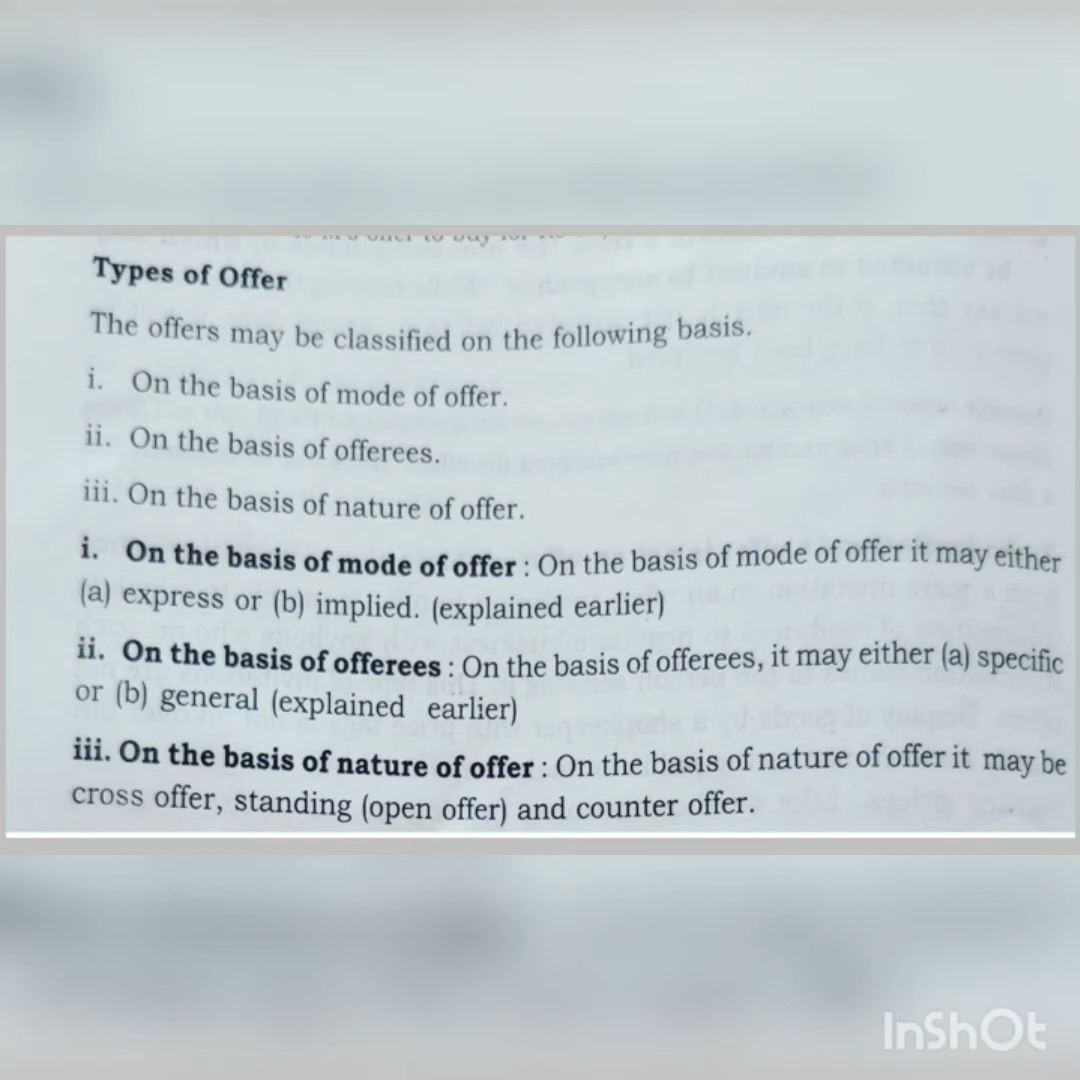 Types of Offer
The offers may be classified on the following basis.
i. On the basis of mode of offer.
ii. On the basis of offerees.
iii. On the basis of nature of offer.
i. On the basis of mode of offer : On the basis of mode of offer it may either
(a) express or (b) implied. (explained earlier)
ii. On the basis of offerees : On the basis of offerees, it may either (a) specific
or (b) general (explained earlier)
iii. On the basis of nature of offer : On the basis of nature of offer it may be
cross offer, standing (open offer) and counter offer.
InShOt